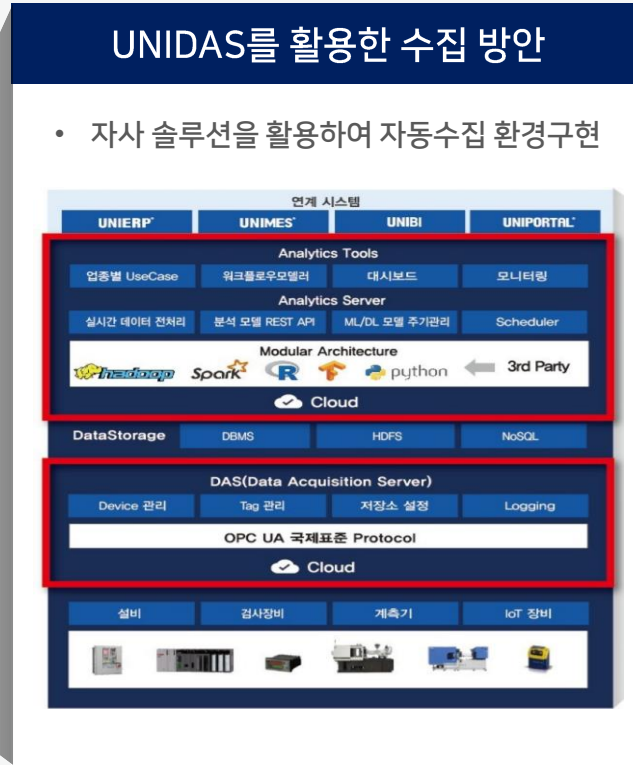 UNIDAS를 활용한 수집 방안
• 자사 솔루션을 활용하여 자동수집 환경구현
연계 시스템
UNIERP UNIMES UNIBI UNIPORTAL
Analytics Tools
업종별 UseCase 워크플로우모델러 대시보드 모니터링
Analytics Server
실시간 데이터 전처리 분석 모델 REST API ML/DL 모델 주기관리 Scheduler
Modular Architecture
hadoop Spark R python 3rd Party
Cloud
DataStorage DBMS HDFS NoSQL
DAS(Data Acquisition Server)
Device 관리 Tag 관리 저장소 설정 Logging
OPC UA 국제표준 Protocol
Cloud
설비 검사장비 계측기 IoT 장비